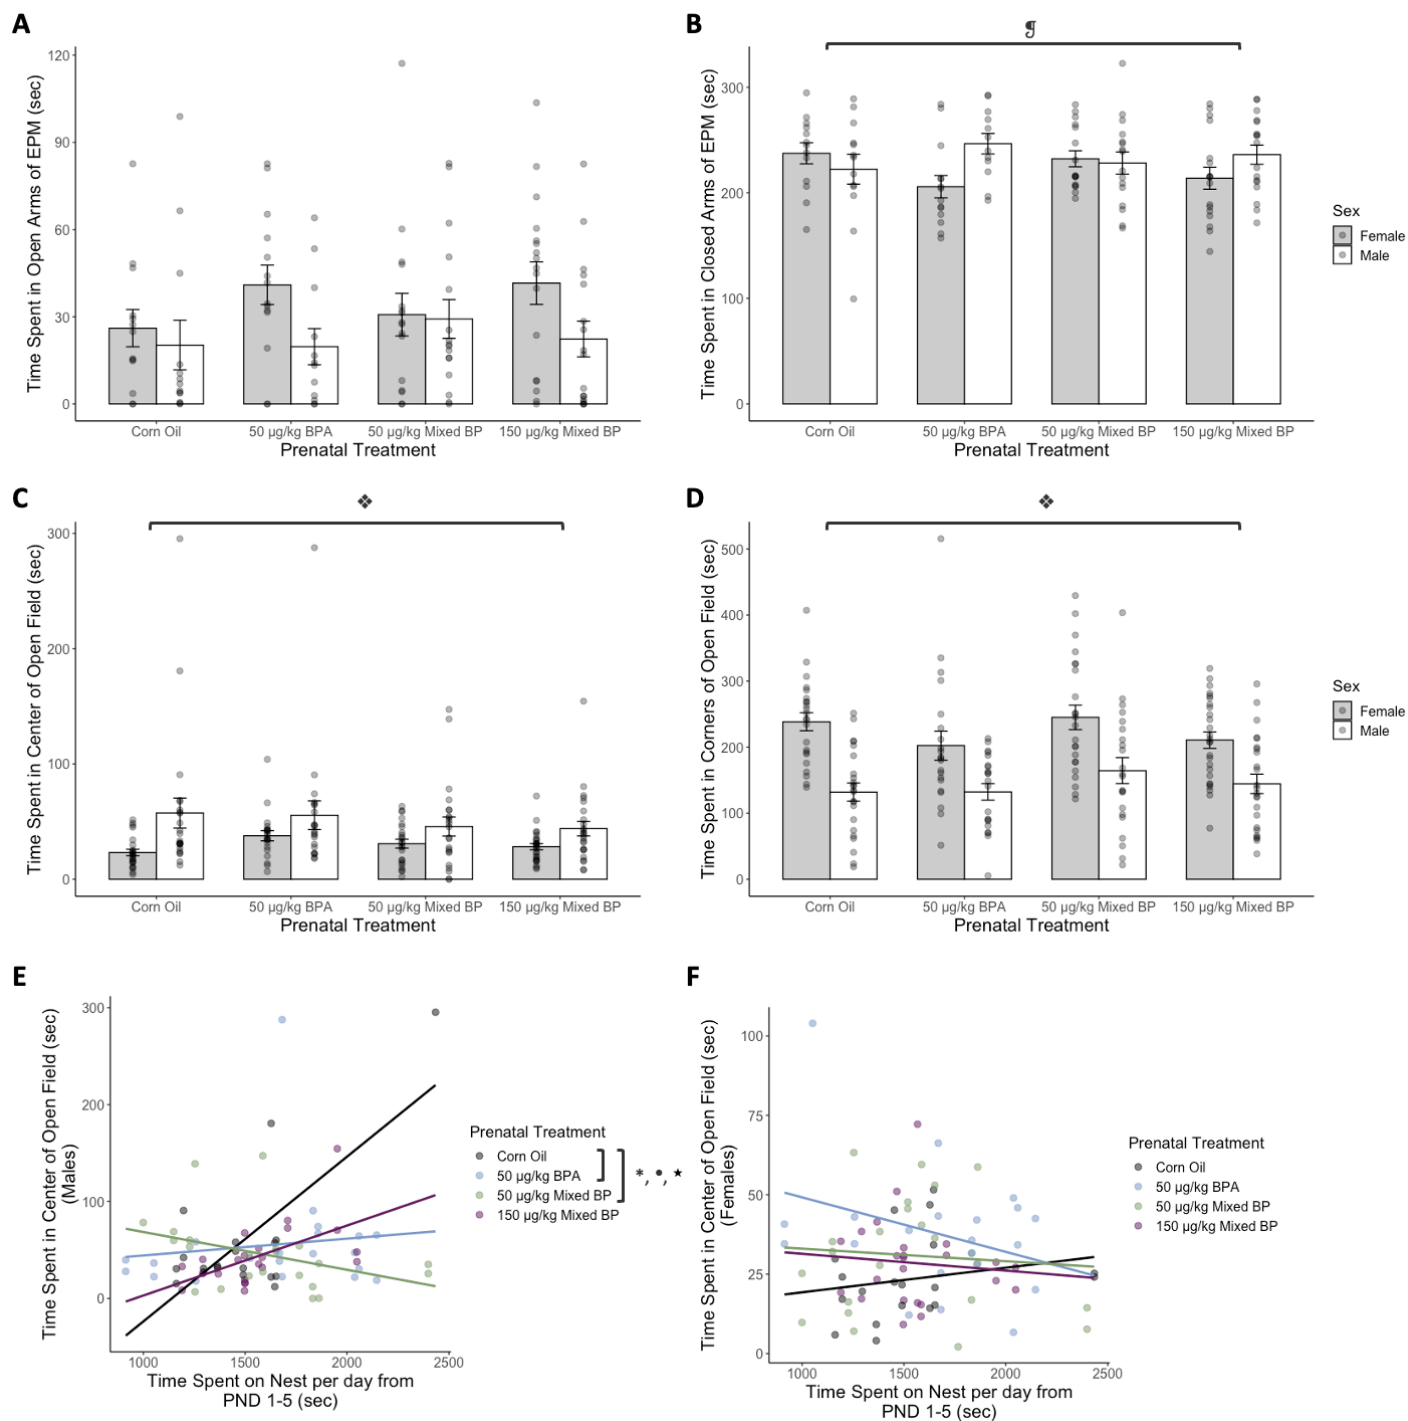 A
Time Spent in Open Arms of EPM (sec)
120
90
60
30
0
Corn Oil 50 µg/kg BPA 50 µg/kg Mixed BP 150 µg/kg Mixed BP
Prenatal Treatment
B
¶
Time Spent in Closed Arms of EPM (sec)
300
200
100
0
Corn Oil 50 µg/kg BPA 50 µg/kg Mixed BP 150 µg/kg Mixed BP
Prenatal Treatment
Sex
Female
Male
C
❖
Time Spent in Center of Open Field (sec)
300
200
100
0
Corn Oil 50 µg/kg BPA 50 µg/kg Mixed BP 150 µg/kg Mixed BP
Prenatal Treatment
D
❖
Time Spent in Corners of Open Field (sec)
500
400
300
200
100
0
Corn Oil 50 µg/kg BPA 50 µg/kg Mixed BP 150 µg/kg Mixed BP
Prenatal Treatment
Sex
Female
Male
E
Time Spent in Center of Open Field (sec)
(Males)
300
200
100
0
1000 1500 2000 2500
Time Spent on Nest per day from
PND 1-5 (sec)
Prenatal Treatment
Corn Oil
50 µg/kg BPA
50 µg/kg Mixed BP
150 µg/kg Mixed BP
*, •, ★
F
Time Spent in Center of Open Field (sec)
(Females)
100
75
50
25
0
1000 1500 2000 2500
Time Spent on Nest per day from
PND 1-5 (sec)
Prenatal Treatment
Corn Oil
50 µg/kg BPA
50 µg/kg Mixed BP
150 µg/kg Mixed BP